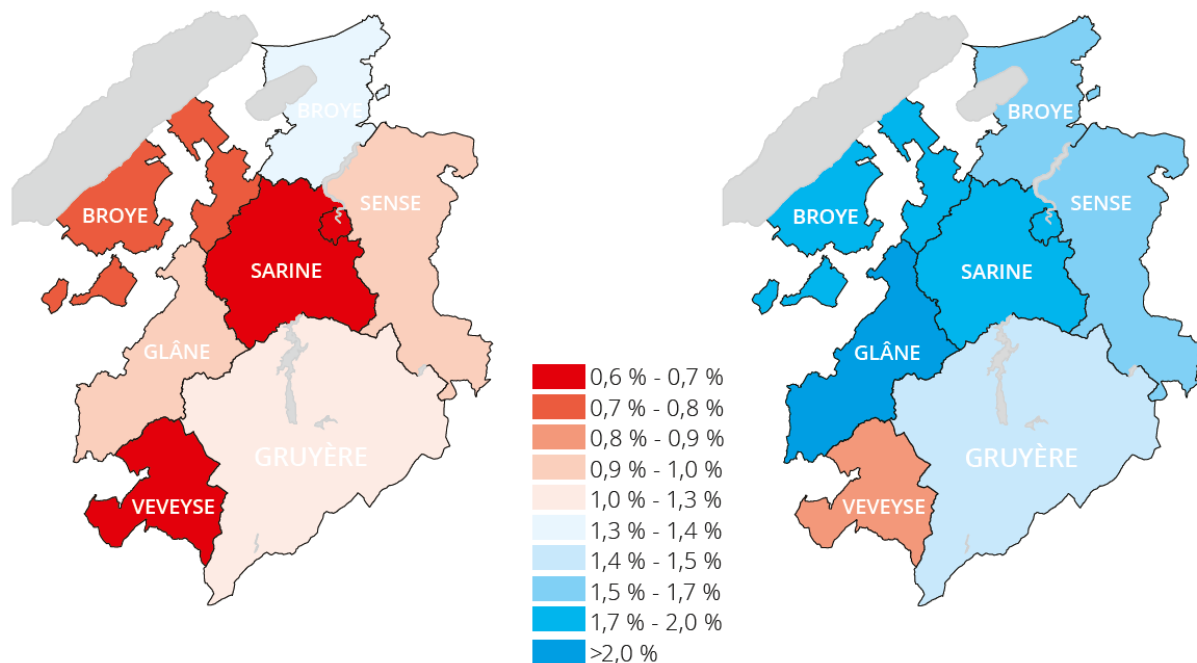 BROYE
BROYE
SENSE
SARINE
GLÂNE
GRUYÈRE
VEVEYSE
0,6 % - 0,7 %
0,7 % - 0,8 %
0,8 % - 0,9 %
0,9 % - 1,0 %
1,0 % - 1,3 %
1,3 % - 1,4 %
1,4 % - 1,5 %
1,5 % - 1,7 %
1,7 % - 2,0 %
>2,0 %
BROYE
SENSE
BROYE
SARINE
GLÂNE
GRUYÈRE
VEVEYSE